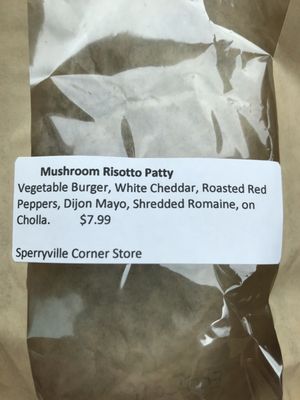 Mushroom Risotto Patty
Vegetable Burger, White Cheddar, Roasted Red
Peppers, Dijon Mayo, Shredded Romaine, on
Cholla. $7.99
Sperryville Corner Store